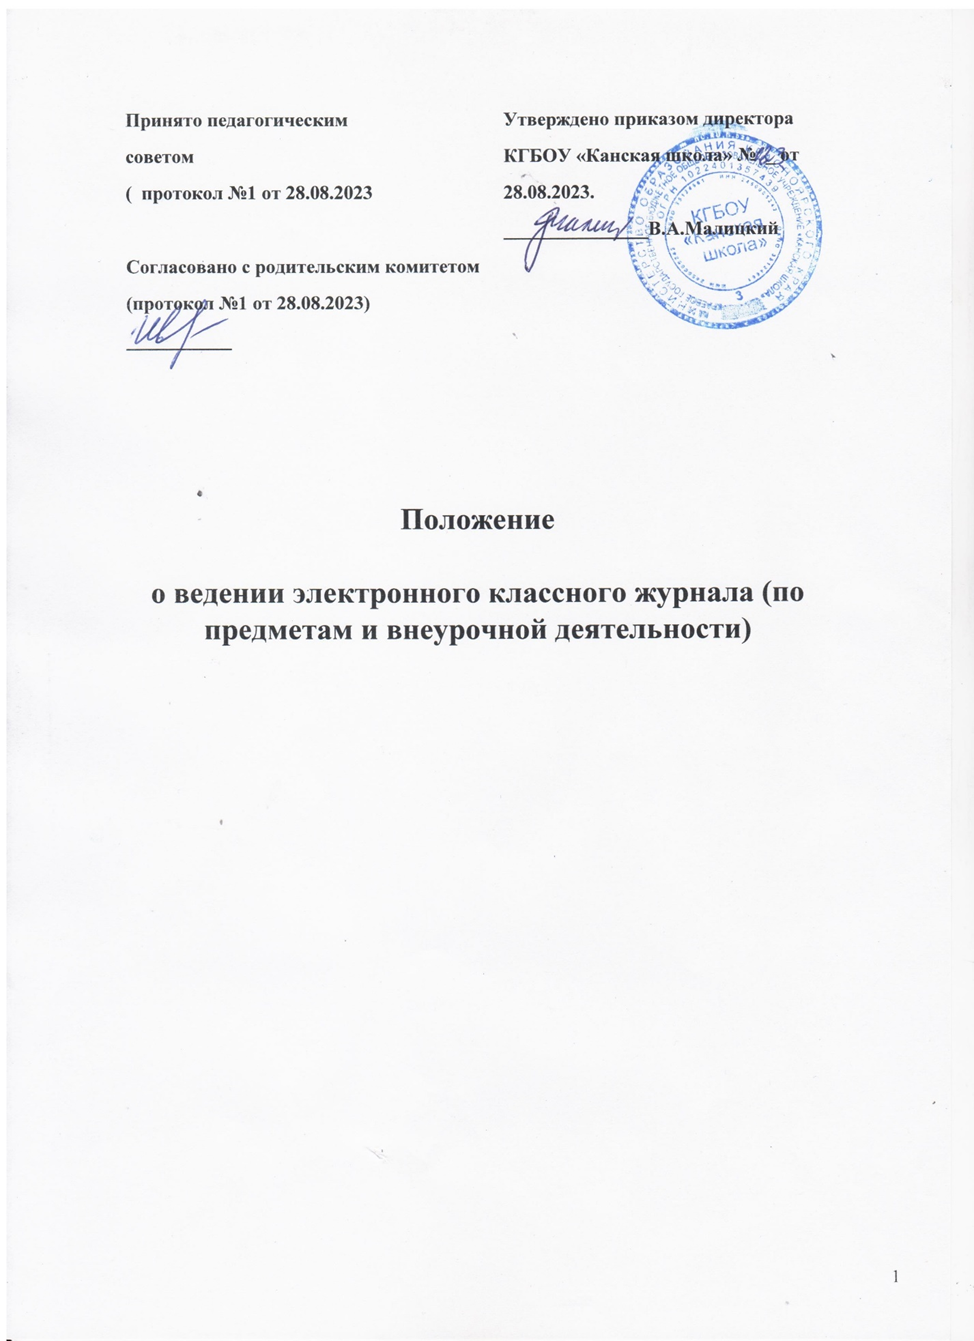 Принято педагогическим
советом
( протокол №1 от 28.08.2023
Согласовано с родительским комитетом
(протокол №1 от 28.08.2023)
Утверждено приказом директора
КГБОУ «Канская школа» № от
28.08.2023.
В.А.Малицкий
КГБОУ
«Канская
школа»
3
Положение
о ведении электронного классного журнала (по
предметам и внеурочной деятельности)
1